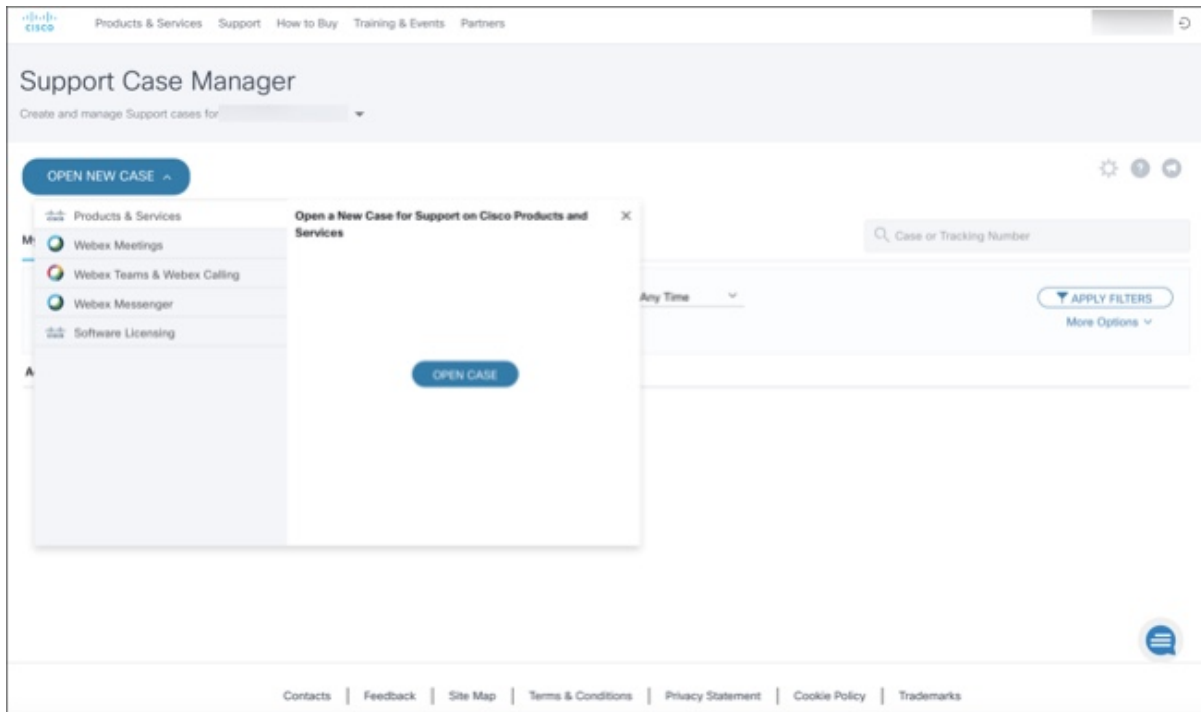 CISCO
Products & Services Support How to Buy Training & Events Partners
Support Case Manager
Create and manage Support cases for
OPEN NEW CASE
Products & Services
Webex Meetings
Webex Teams & Webex Calling
Webex Messenger
Software Licensing
Open a New Case for Support on Cisco Products and
Services
OPEN CASE
M
A
Case or Tracking Number
Any Time
APPLY FILTERS
More Options
Contacts | Feedback | Site Map | Terms & Conditions | Privacy Statement | Cookie Policy | Trademarks